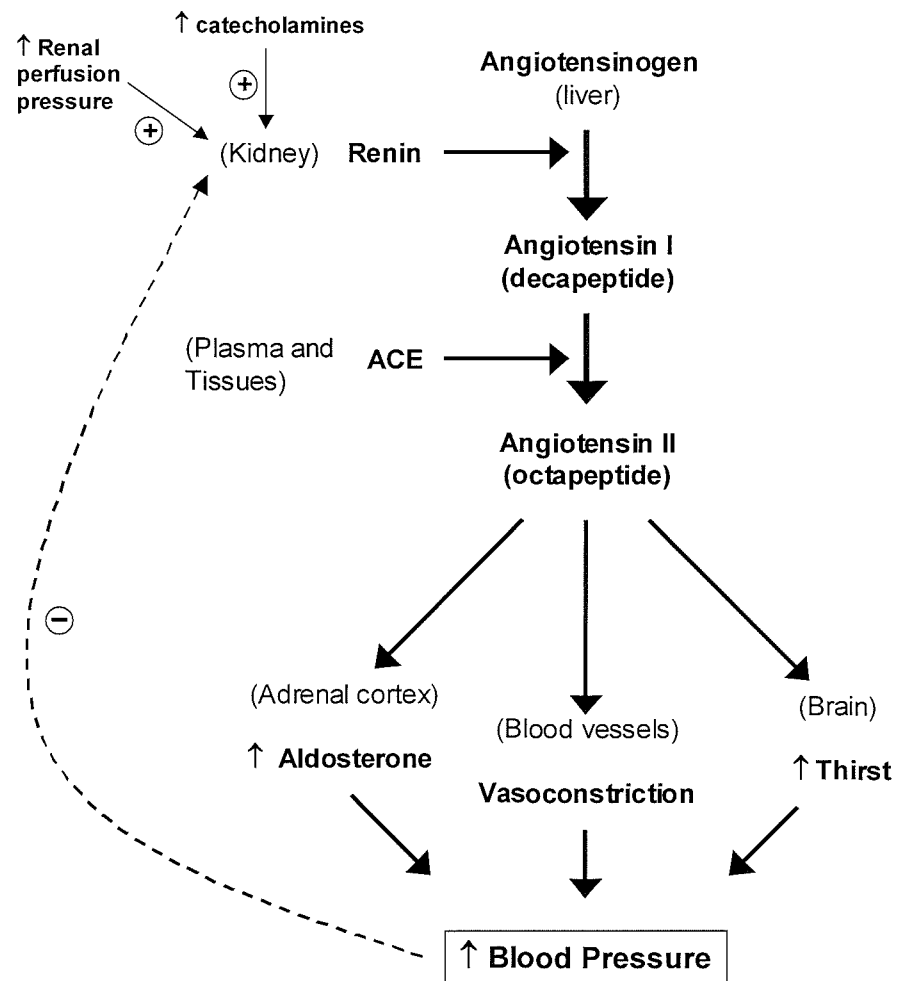 ↑ catecholamines
↑ Renal
perfusion
pressure
+
+
Angiotensinogen
(liver)
(Kidney) Renin
Angiotensin I
(decapeptide)
(Plasma and
Tissues)
ACE
Angiotensin II
(octapeptide)
−
(Adrenal cortex)
↑ Aldosterone
(Blood vessels)
Vasoconstriction
(Brain)
↑ Thirst
↑ Blood Pressure